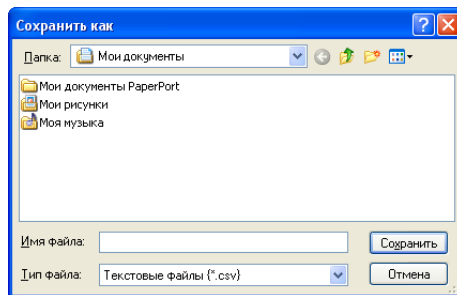 Сохранить как
Папка: Мои документы
Мои документы PaperPort
Мои рисунки
Моя музыка
Имя файла: Сохранить
Тип файла: Текстовые файлы {*.csv} Отмена